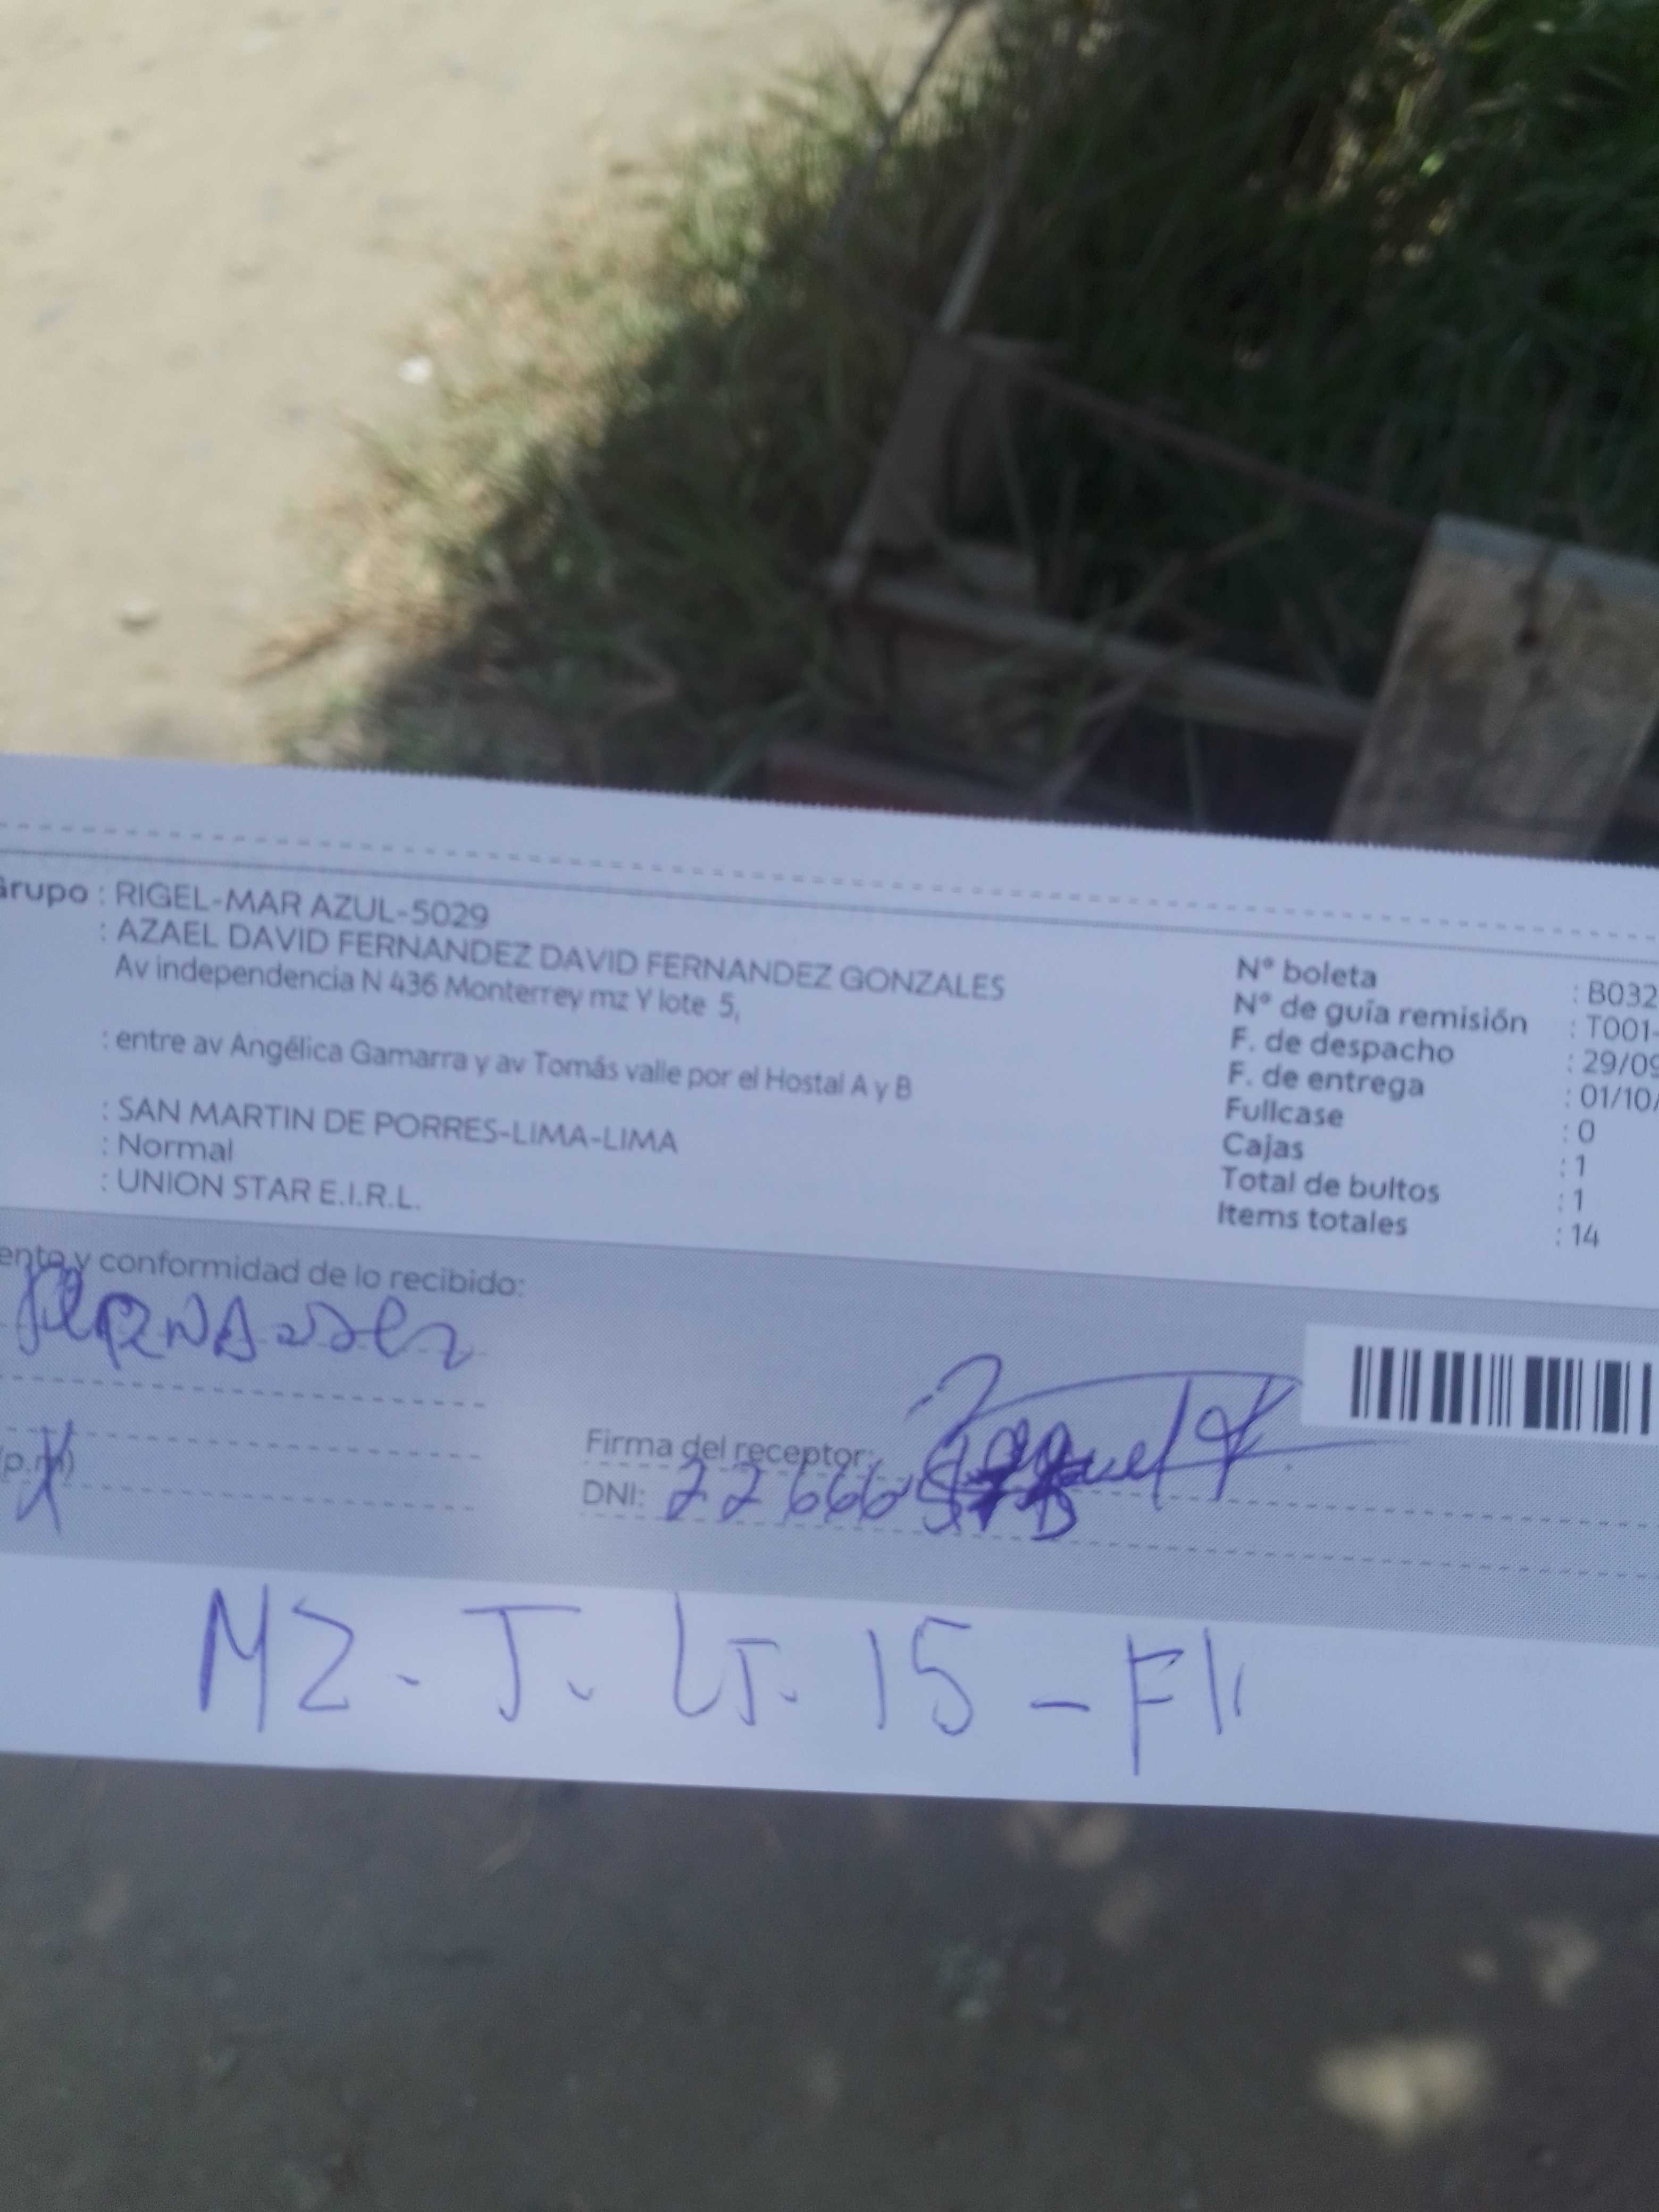 Grupo : RIGEL-MAR AZUL-5029
: AZAEL DAVID FERNANDEZ DAVID FERNANDEZ GONZALES
Av independencia N 436 Monterrey mz Y lote 5,
: entre av Angélica Gamarra y av Tomás valle por el Hostal A y B
: SAN MARTIN DE PORRES-LIMA-LIMA
: Normal
: UNION STAR E.I.R.L.
N° boleta : B032
N° de guía remisión : T001-
F. de despacho : 29/09
F. de entrega : 01/10/
Fullcase : 0
Cajas : 1
Total de bultos : 1
Items totales : 14
ento y conformidad de lo recibido:
(p.m)
Firma del receptor:
DNI: 22666
MZ. J. LT. 15 -